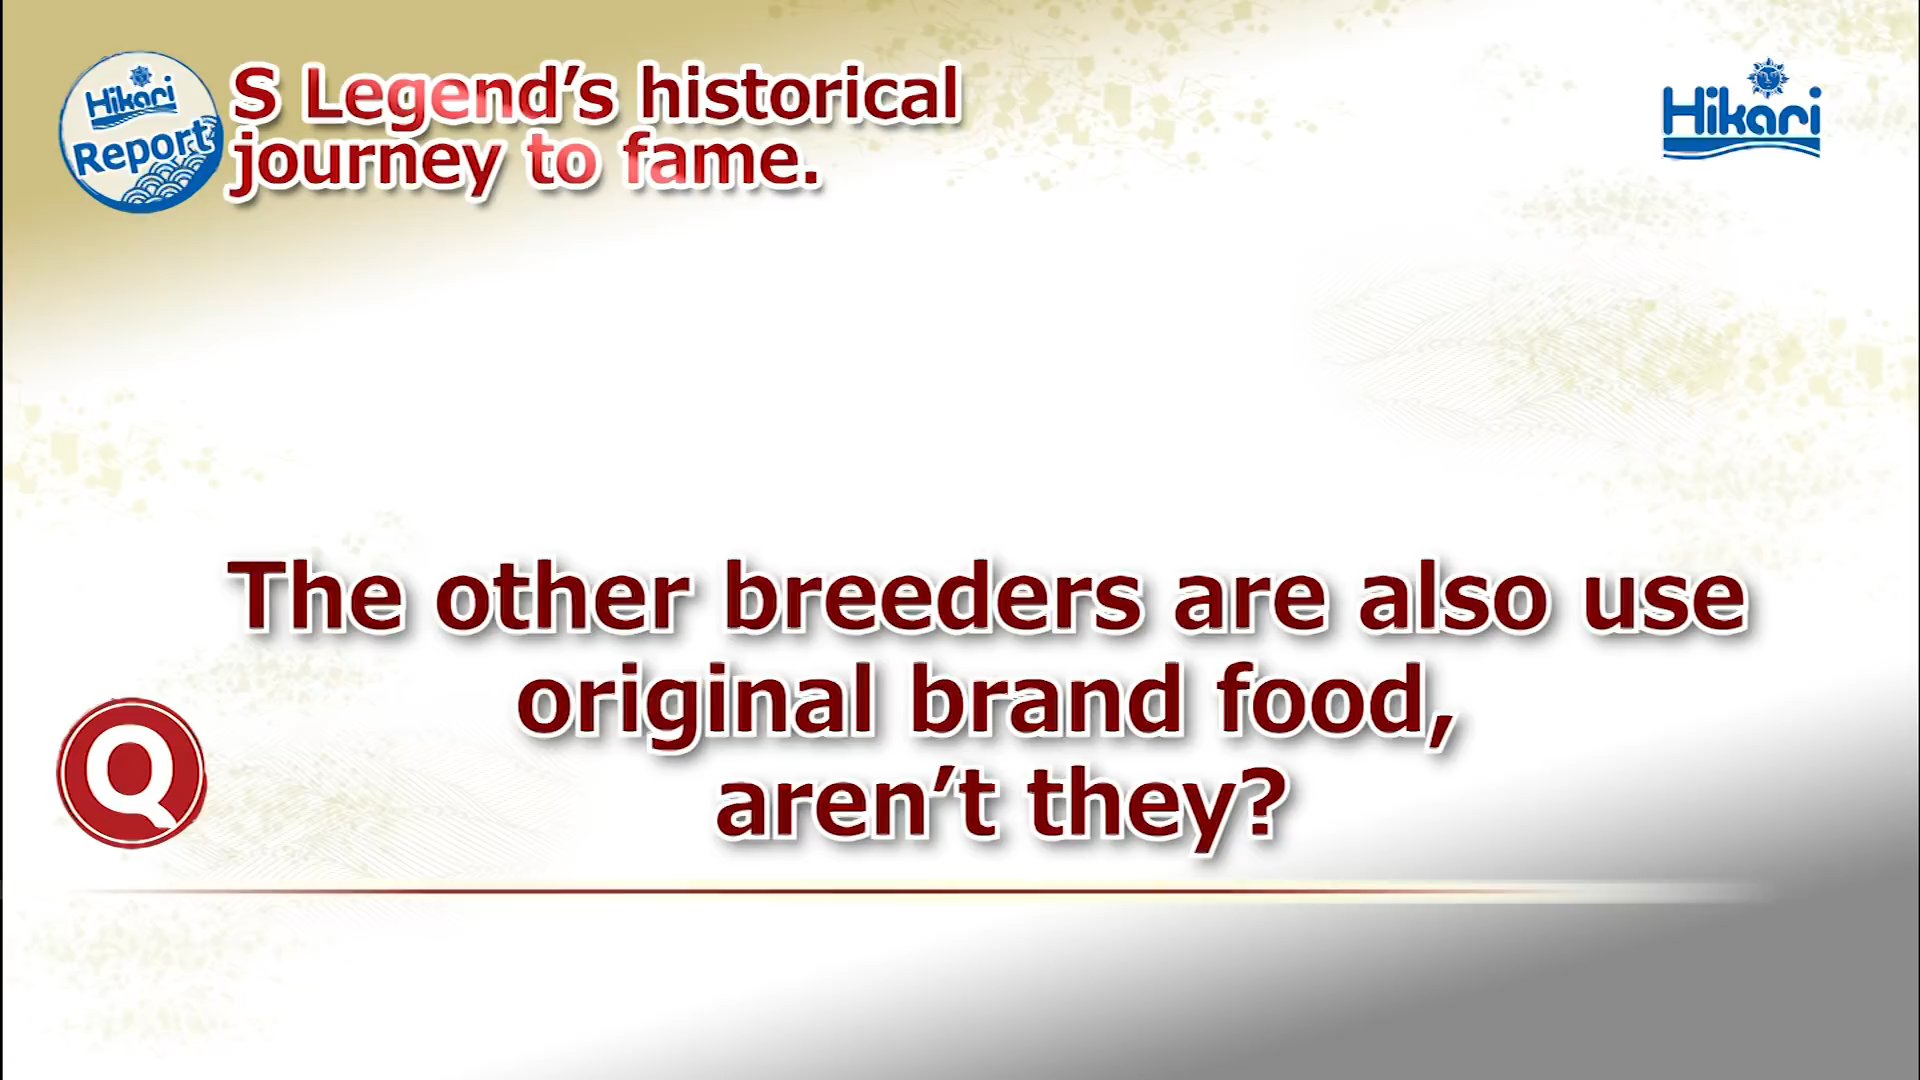 Hikari
Report
S Legend’s historical
journey to fame.
Hikari
The other breeders are also use
original brand food,
aren’t they?
Q